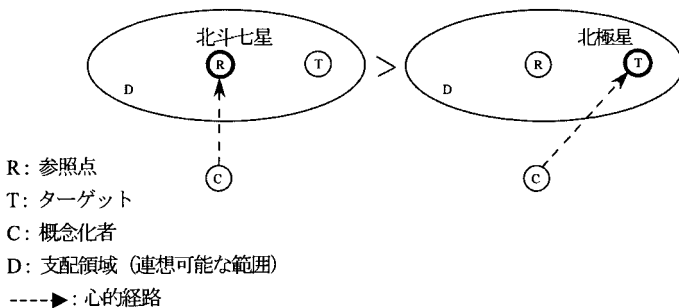 北斗七星
北極星
R
T
>
R
T
D
D
C
C
R: 参照点
T: ターゲット
C: 概念化者
D: 支配領域（連想可能な範囲）
: 心的経路